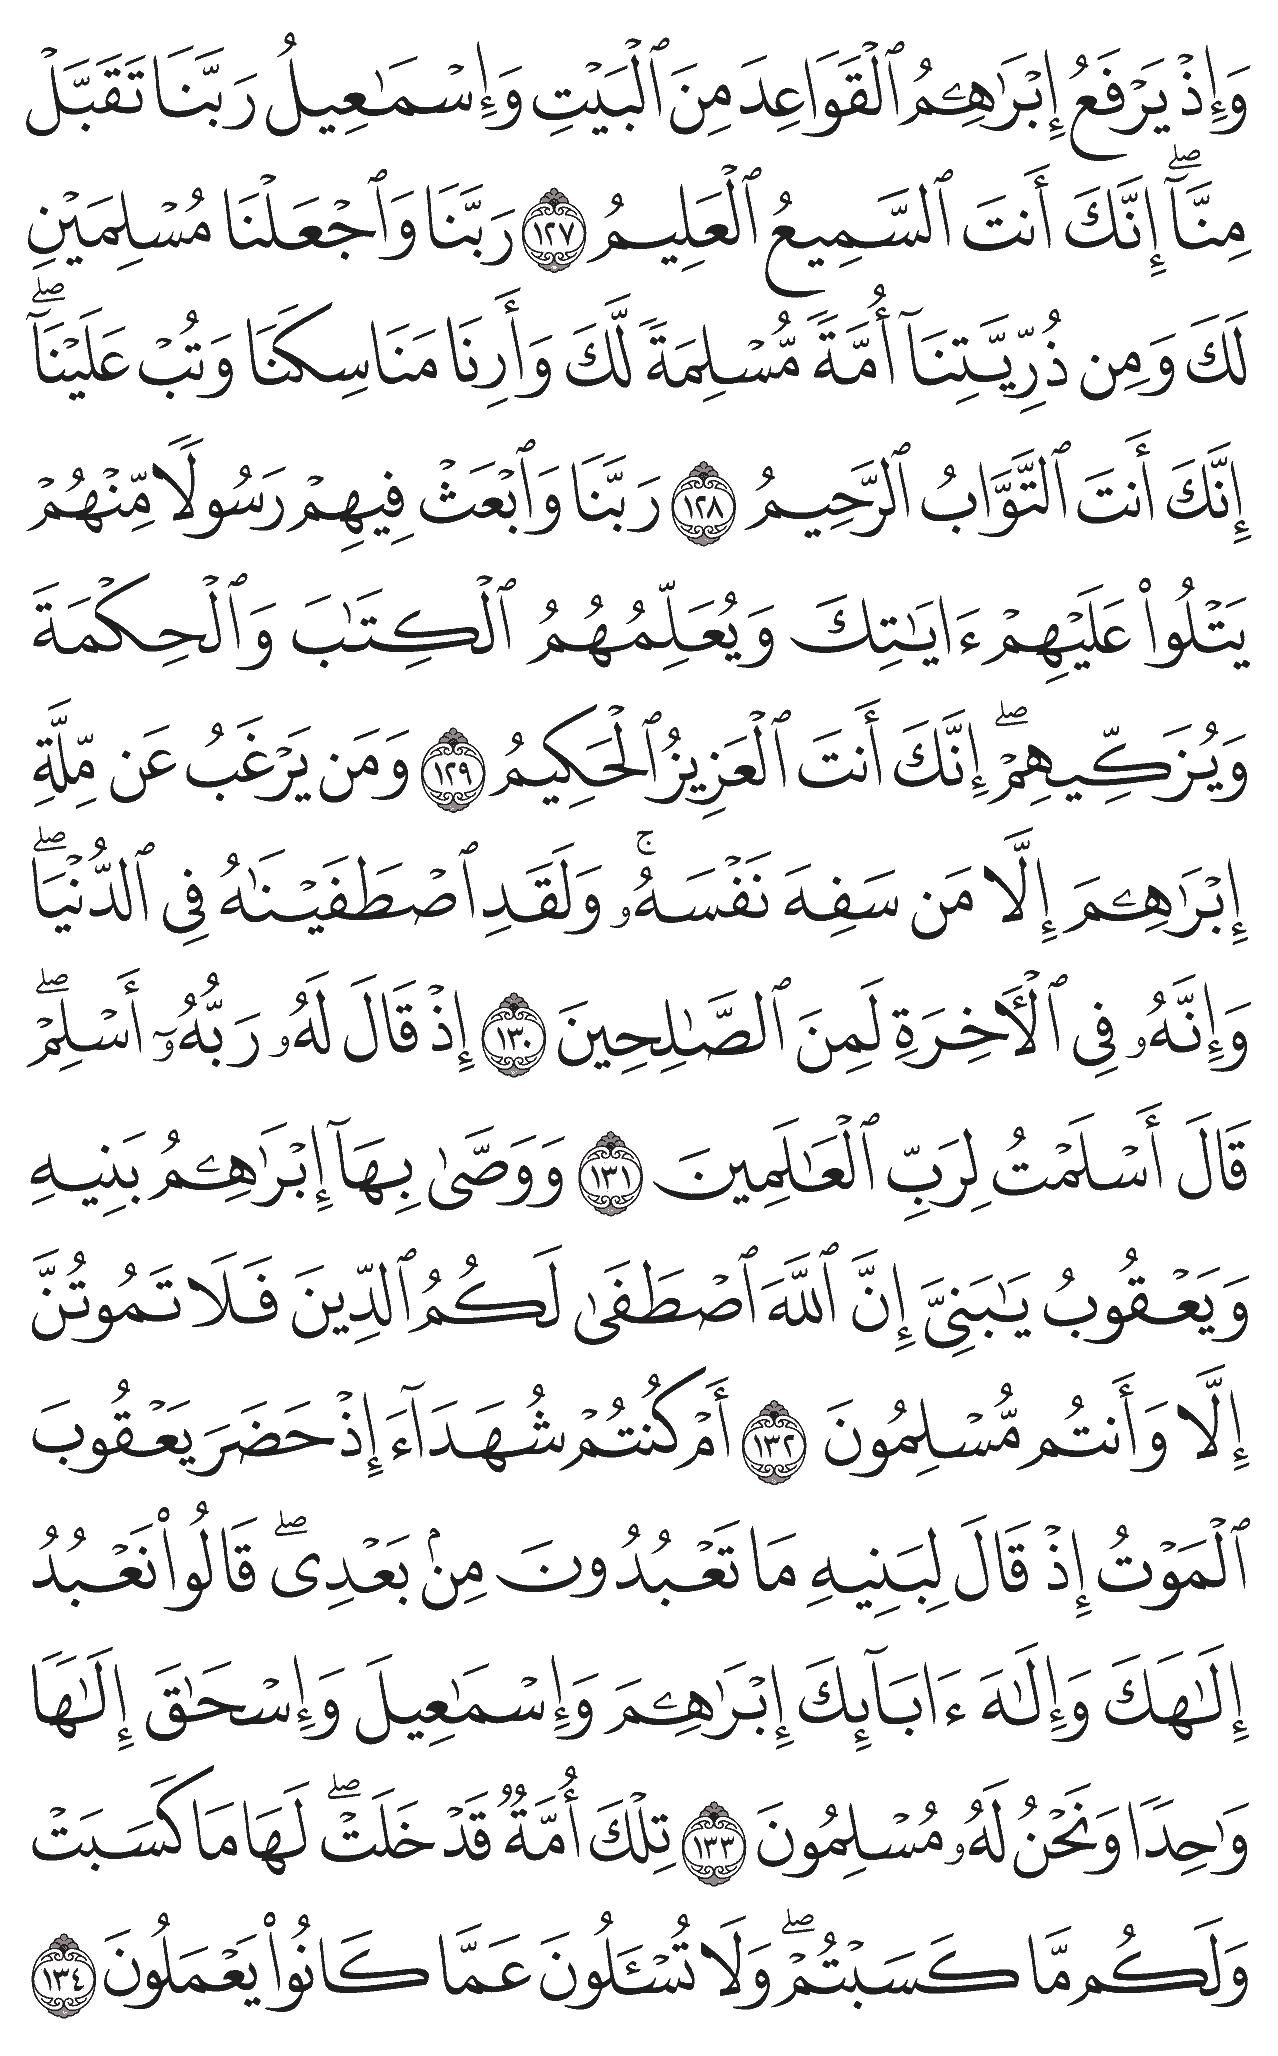 وَإِذۡ يَرۡفَعُ إِبۡرَٰهِـۧمُ ٱلۡقَوَاعِدَ مِنَ ٱلۡبَيۡتِ وَإِسۡمَٰعِيلُ رَبَّنَا تَقَبَّلۡ
مِنَّآۖ إِنَّكَ أَنتَ ٱلسَّمِيعُ ٱلۡعَلِيمُ ١٢٧ رَبَّنَا وَٱجۡعَلۡنَا مُسۡلِمَيۡنِ
لَكَ وَمِن ذُرِّيَّتِنَآ أُمَّةٗ مُّسۡلِمَةٗ لَّكَ وَأَرِنَا مَنَاسِكَنَا وَتُبۡ عَلَيۡنَآۖ
إِنَّكَ أَنتَ ٱلتَّوَّابُ ٱلرَّحِيمُ ١٢٨ رَبَّنَا وَٱبۡعَثۡ فِيهِمۡ رَسُولٗا مِّنۡهُمۡ
يَتۡلُواْ عَلَيۡهِمۡ ءَايَٰتِكَ وَيُعَلِّمُهُمُ ٱلۡكِتَٰبَ وَٱلۡحِكۡمَةَ
وَيُزَكِّيهِمۡۖ إِنَّكَ أَنتَ ٱلۡعَزِيزُ ٱلۡحَكِيمُ ١٢٩ وَمَن يَرۡغَبُ عَن مِّلَّةِ
إِبۡرَٰهِـۧمَ إِلَّا مَن سَفِهَ نَفۡسَهُۥۚ وَلَقَدِ ٱصۡطَفَيۡنَٰهُ فِي ٱلدُّنۡيَاۖ
وَإِنَّهُۥ فِي ٱلۡأٓخِرَةِ لَمِنَ ٱلصَّٰلِحِينَ ١٣٠ إِذۡ قَالَ لَهُۥ رَبُّهُۥٓ أَسۡلِمۡۖ
قَالَ أَسۡلَمۡتُ لِرَبِّ ٱلۡعَٰلَمِينَ ١٣١ وَوَصَّىٰ بِهَآ إِبۡرَٰهِـۧمُ بَنِيهِ
وَيَعۡقُوبُ يَٰبَنِيَّ إِنَّ ٱللَّهَ ٱصۡطَفَىٰ لَكُمُ ٱلدِّينَ فَلَا تَمُوتُنَّ
إِلَّا وَأَنتُم مُّسۡلِمُونَ ١٣٢ أَمۡ كُنتُمۡ شُهَدَآءَ إِذۡ حَضَرَ يَعۡقُوبَ
ٱلۡمَوۡتُ إِذۡ قَالَ لِبَنِيهِ مَا تَعۡبُدُونَ مِنۢ بَعۡدِيۖ قَالُواْ نَعۡبُدُ
إِلَٰهَكَ وَإِلَٰهَ ءَابَآئِكَ إِبۡرَٰهِـۧمَ وَإِسۡمَٰعِيلَ وَإِسۡحَٰقَ إِلَٰهٗا
وَٰحِدٗا وَنَحۡنُ لَهُۥ مُسۡلِمُونَ ١٣٣ تِلۡكَ أُمَّةٞ قَدۡ خَلَتۡۖ لَهَا مَا كَسَبَتۡ
وَلَكُم مَّا كَسَبۡتُمۡۖ وَلَا تُسۡـَٔلُونَ عَمَّا كَانُواْ يَعۡمَلُونَ ١٣٤